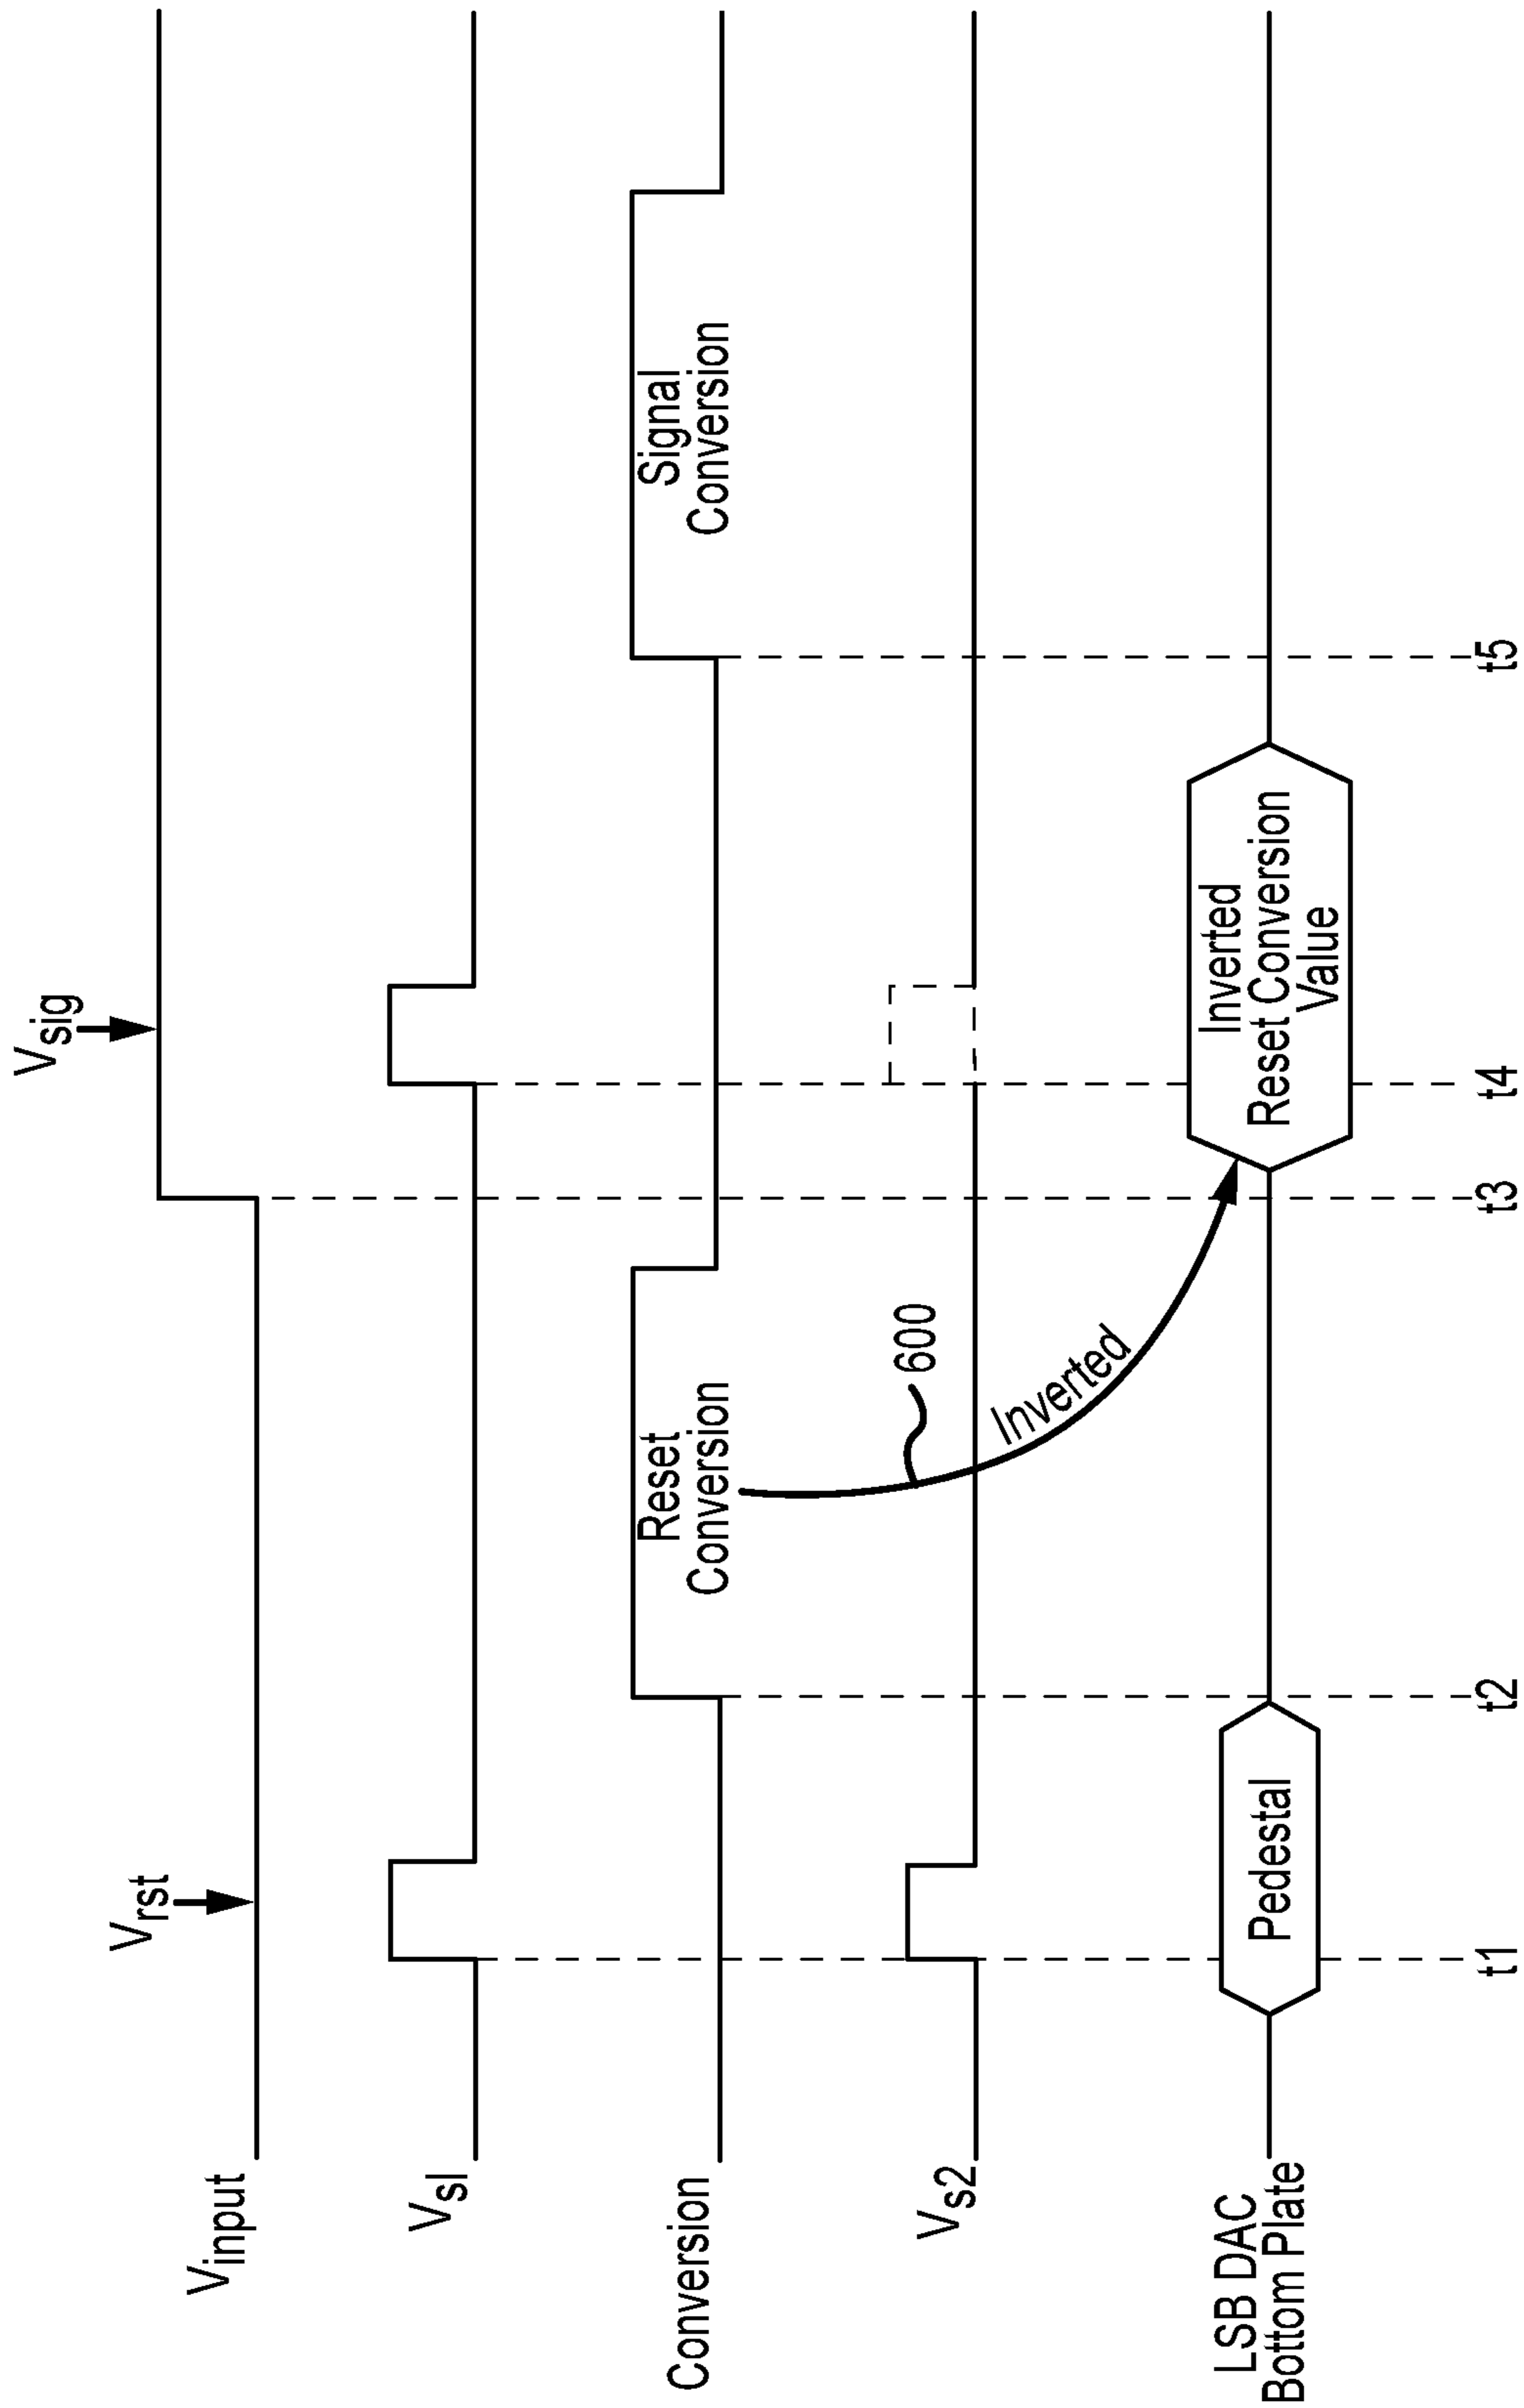 Vinput
Vrst
Vsig
Vsl
Conversion
Reset
Conversion
Signal
Conversion
Vs2
600
Inverted
LSB DAC
Bottom Plate
Pedestal
Inverted
Reset Conversion
Value
t1
t2
t3
t4
t5